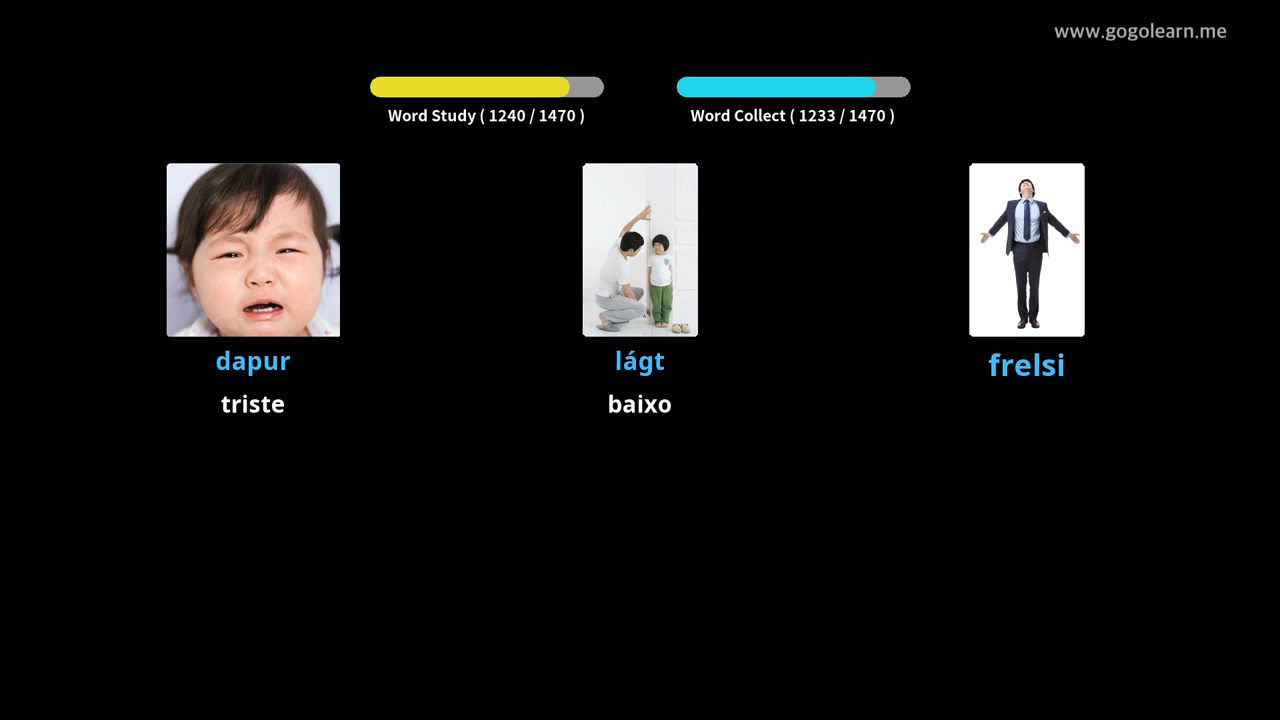 www.gogolearn.me
Word Study ( 1240 / 1470 )
Word Collect ( 1233 / 1470 )
dapur
lágt
frelsi
triste
baixo